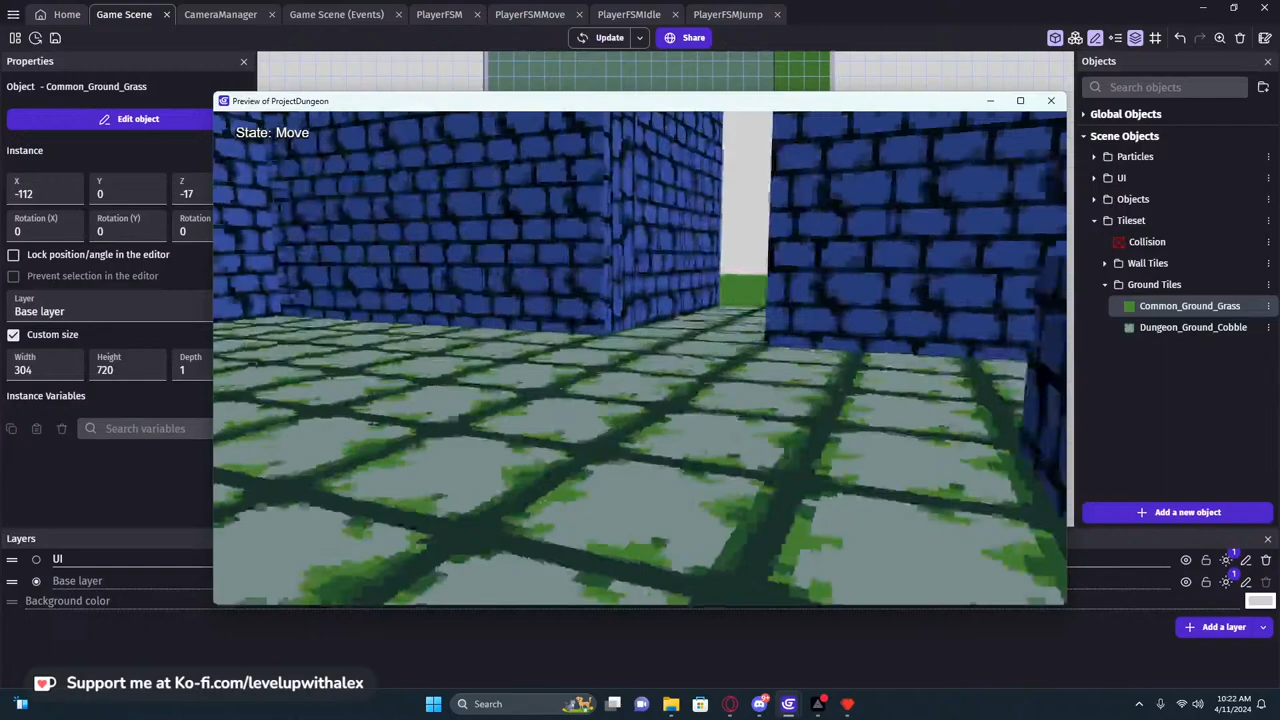 Home
Game Scene
CameraManager
Game Scene (Events)
PlayerFSM
PlayerFSMMove
PlayerFSMIdle
PlayerFSMJump
Update
Share
Properties
Object - Common_Ground_Grass
Edit object
Instance
X
-112
Y
0
Z
-17
Rotation (X)
0
Rotation (Y)
0
Rotation (Z)
0
Lock position/angle in the editor
Prevent selection in the editor
Layer
Base layer
Custom size
Width
304
Height
720
Depth
1
Instance Variables
Search variables
Preview of ProjectDungeon
State: Move
Objects
Search objects
Global Objects
Scene Objects
Particles
UI
Objects
Tileset
Collision
Wall Tiles
Ground Tiles
Common_Ground_Grass
Dungeon_Ground_Cobble
Add a new object
Layers
UI
1
Base layer
1
Background color
Add a layer
Support me at Ko-fi.com/levelupwithalex
Search
10:22 AM
4/11/2024